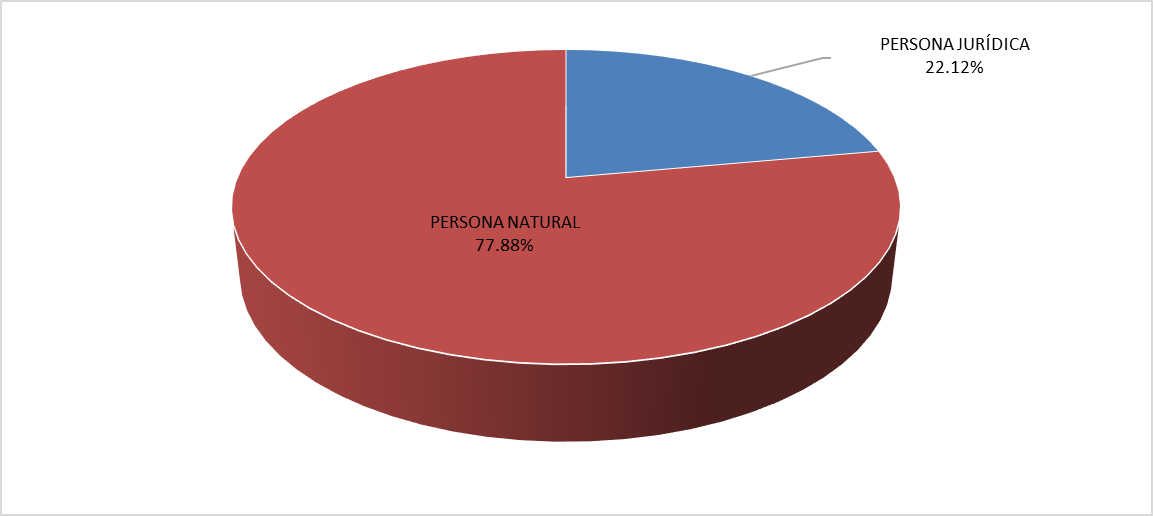 PERSONA JURÍDICA
22.12%
PERSONA NATURAL
77.88%